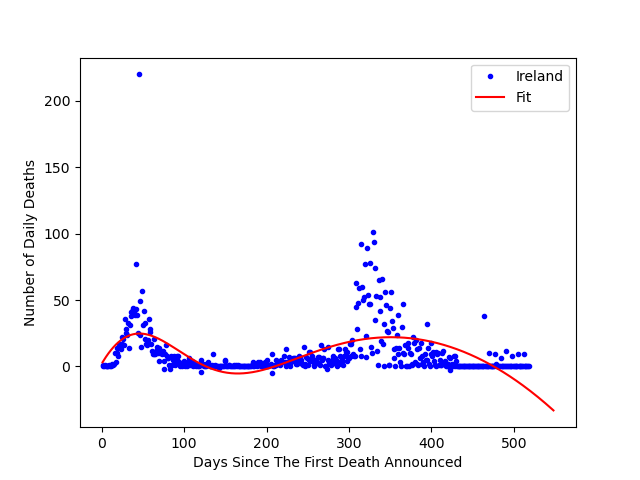 Ireland
Fit
200
150
100
50
0
Number of Daily Deaths
0 100 200 300 400 500
Days Since The First Death Announced